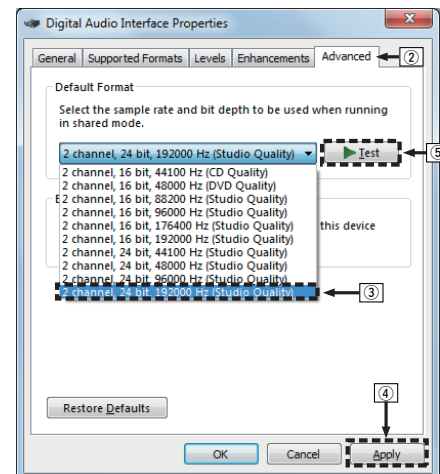 Digital Audio Interface Properties
General Supported Formats Levels Enhancements Advanced ②
Default Format
Select the sample rate and bit depth to be used when running
in shared mode.
2 channel, 24 bit, 192000 Hz (Studio Quality) Test ⑤
2 channel, 16 bit, 44100 Hz (CD Quality)
2 channel, 16 bit, 48000 Hz (DVD Quality)
2 channel, 16 bit, 88200 Hz (Studio Quality)
2 channel, 16 bit, 96000 Hz (Studio Quality)
2 channel, 16 bit, 176400 Hz (Studio Quality) this device
2 channel, 16 bit, 192000 Hz (Studio Quality)
2 channel, 24 bit, 44100 Hz (Studio Quality)
2 channel, 24 bit, 48000 Hz (Studio Quality)
2 channel, 24 bit, 96000 Hz (Studio Quality)
2 channel, 24 bit, 192000 Hz (Studio Quality) ③
④
Restore Defaults
OK Cancel Apply